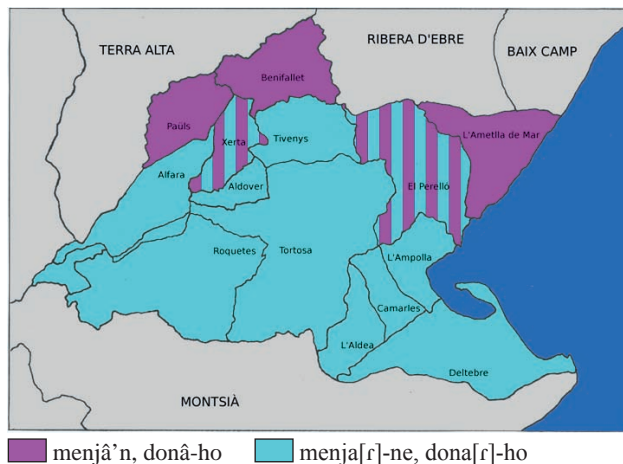 TERRA ALTA
RIBERA D'EBRE
BAIX CAMP
Benifallet
Paüls
Xerta
Tivenys
L'Ametlla de Mar
Alfara
Aldover
El Perelló
Roquetes
Tortosa
L'Ampolla
Camarles
L'Aldea
Deltebre
MONTSIÀ
menjâ’n, donâ-ho
menja[ɾ]-ne, dona[ɾ]-ho